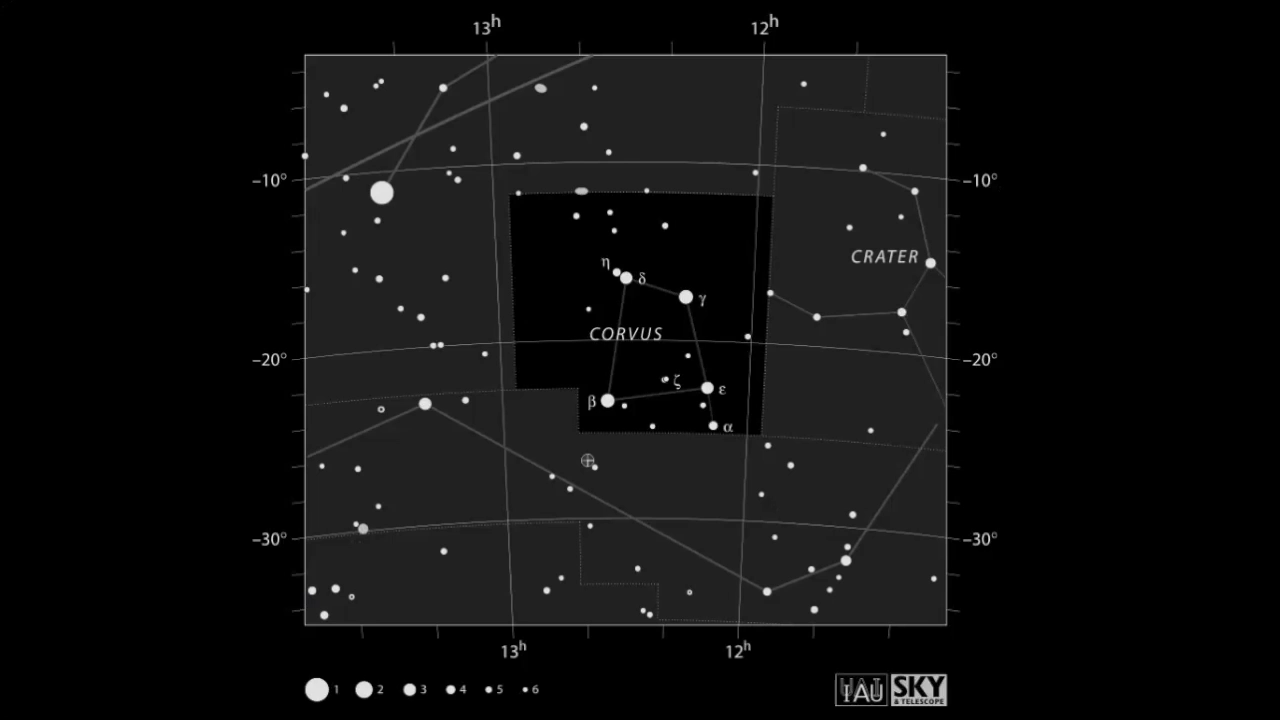 13h 12h
–10° –10°
CRATER
η δ γ
CORVUS
–20° –20°
ζ ε
β α
–30° –30°
13h 12h
1 2 3 4 5 6
IAU SKY
& TELESCOPE